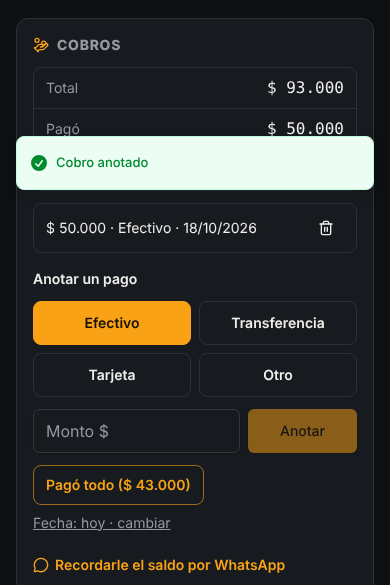 COBROS
Total $ 93.000
Pagó $ 50.000
Cobro anotado
$ 50.000 · Efectivo · 18/10/2026
Anotar un pago
Efectivo Transferencia
Tarjeta Otro
Monto $ Anotar
Pagó todo ($ 43.000)
Fecha: hoy · cambiar
Recordarle el saldo por WhatsApp